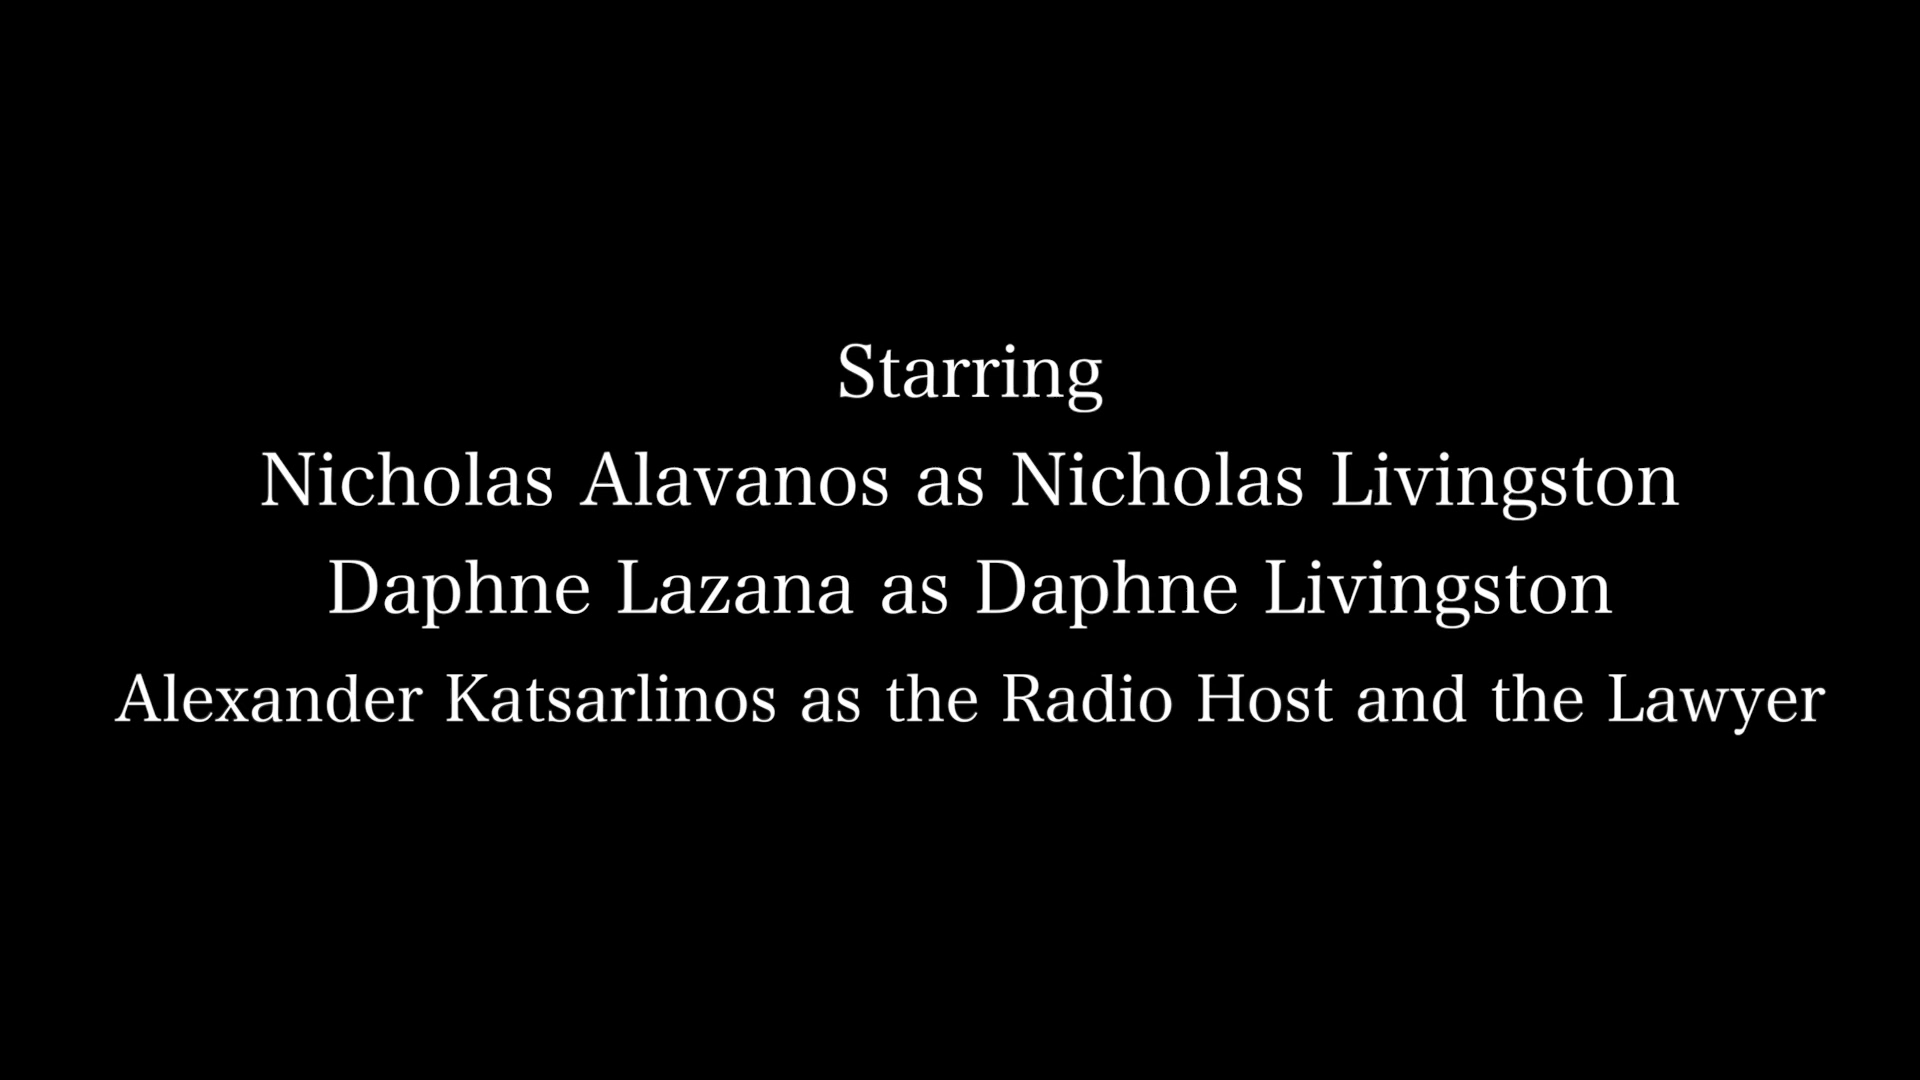 Starring
Nicholas Alavanos as Nicholas Livingston
Daphne Lazana as Daphne Livingston
Alexander Katsarlinos as the Radio Host and the Lawyer